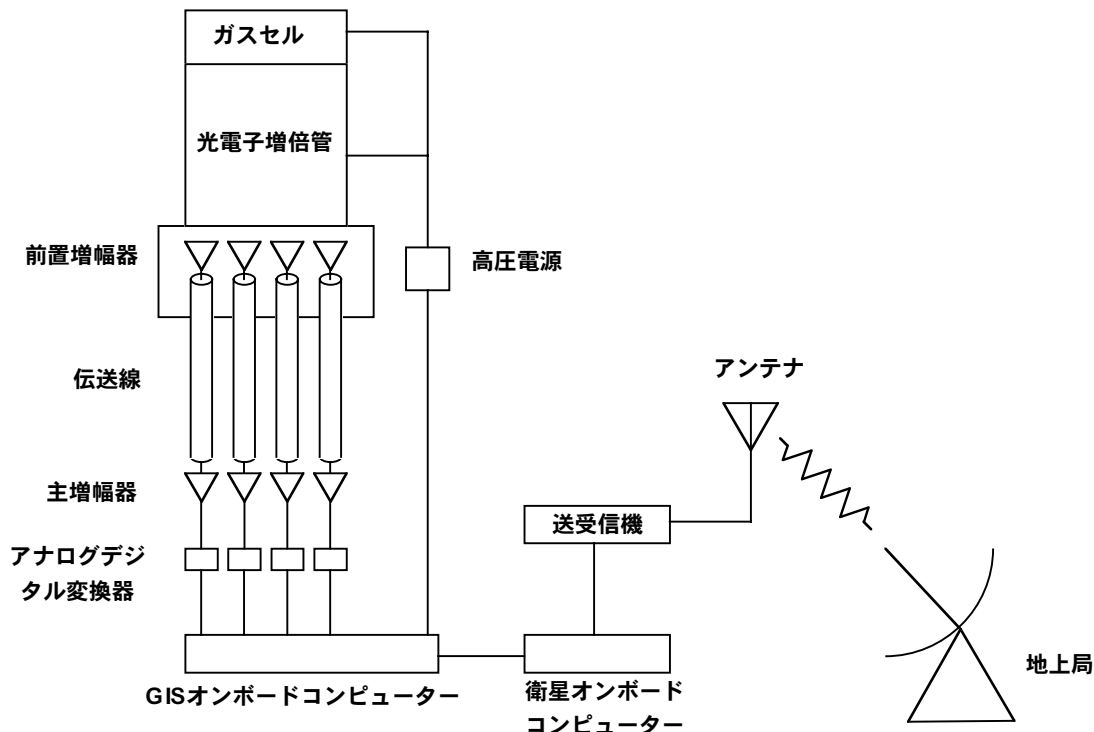 ガスセル
光電子増倍管
前置増幅器
高圧電源
伝送線
アンテナ
主増幅器
送受信機
アナログデジ
タル変換器
地上局
GISオンボードコンピューター
衛星オンボード
コンピューター